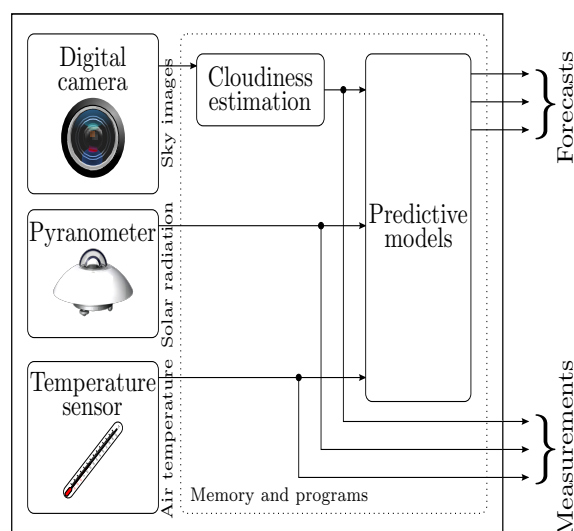 Digital
camera
Sky images
Cloudiness
estimation
Forecasts
Pyranometer
Solar radiation
Predictive
models
Temperature
sensor
Air temperature
Measurements
Memory and programs